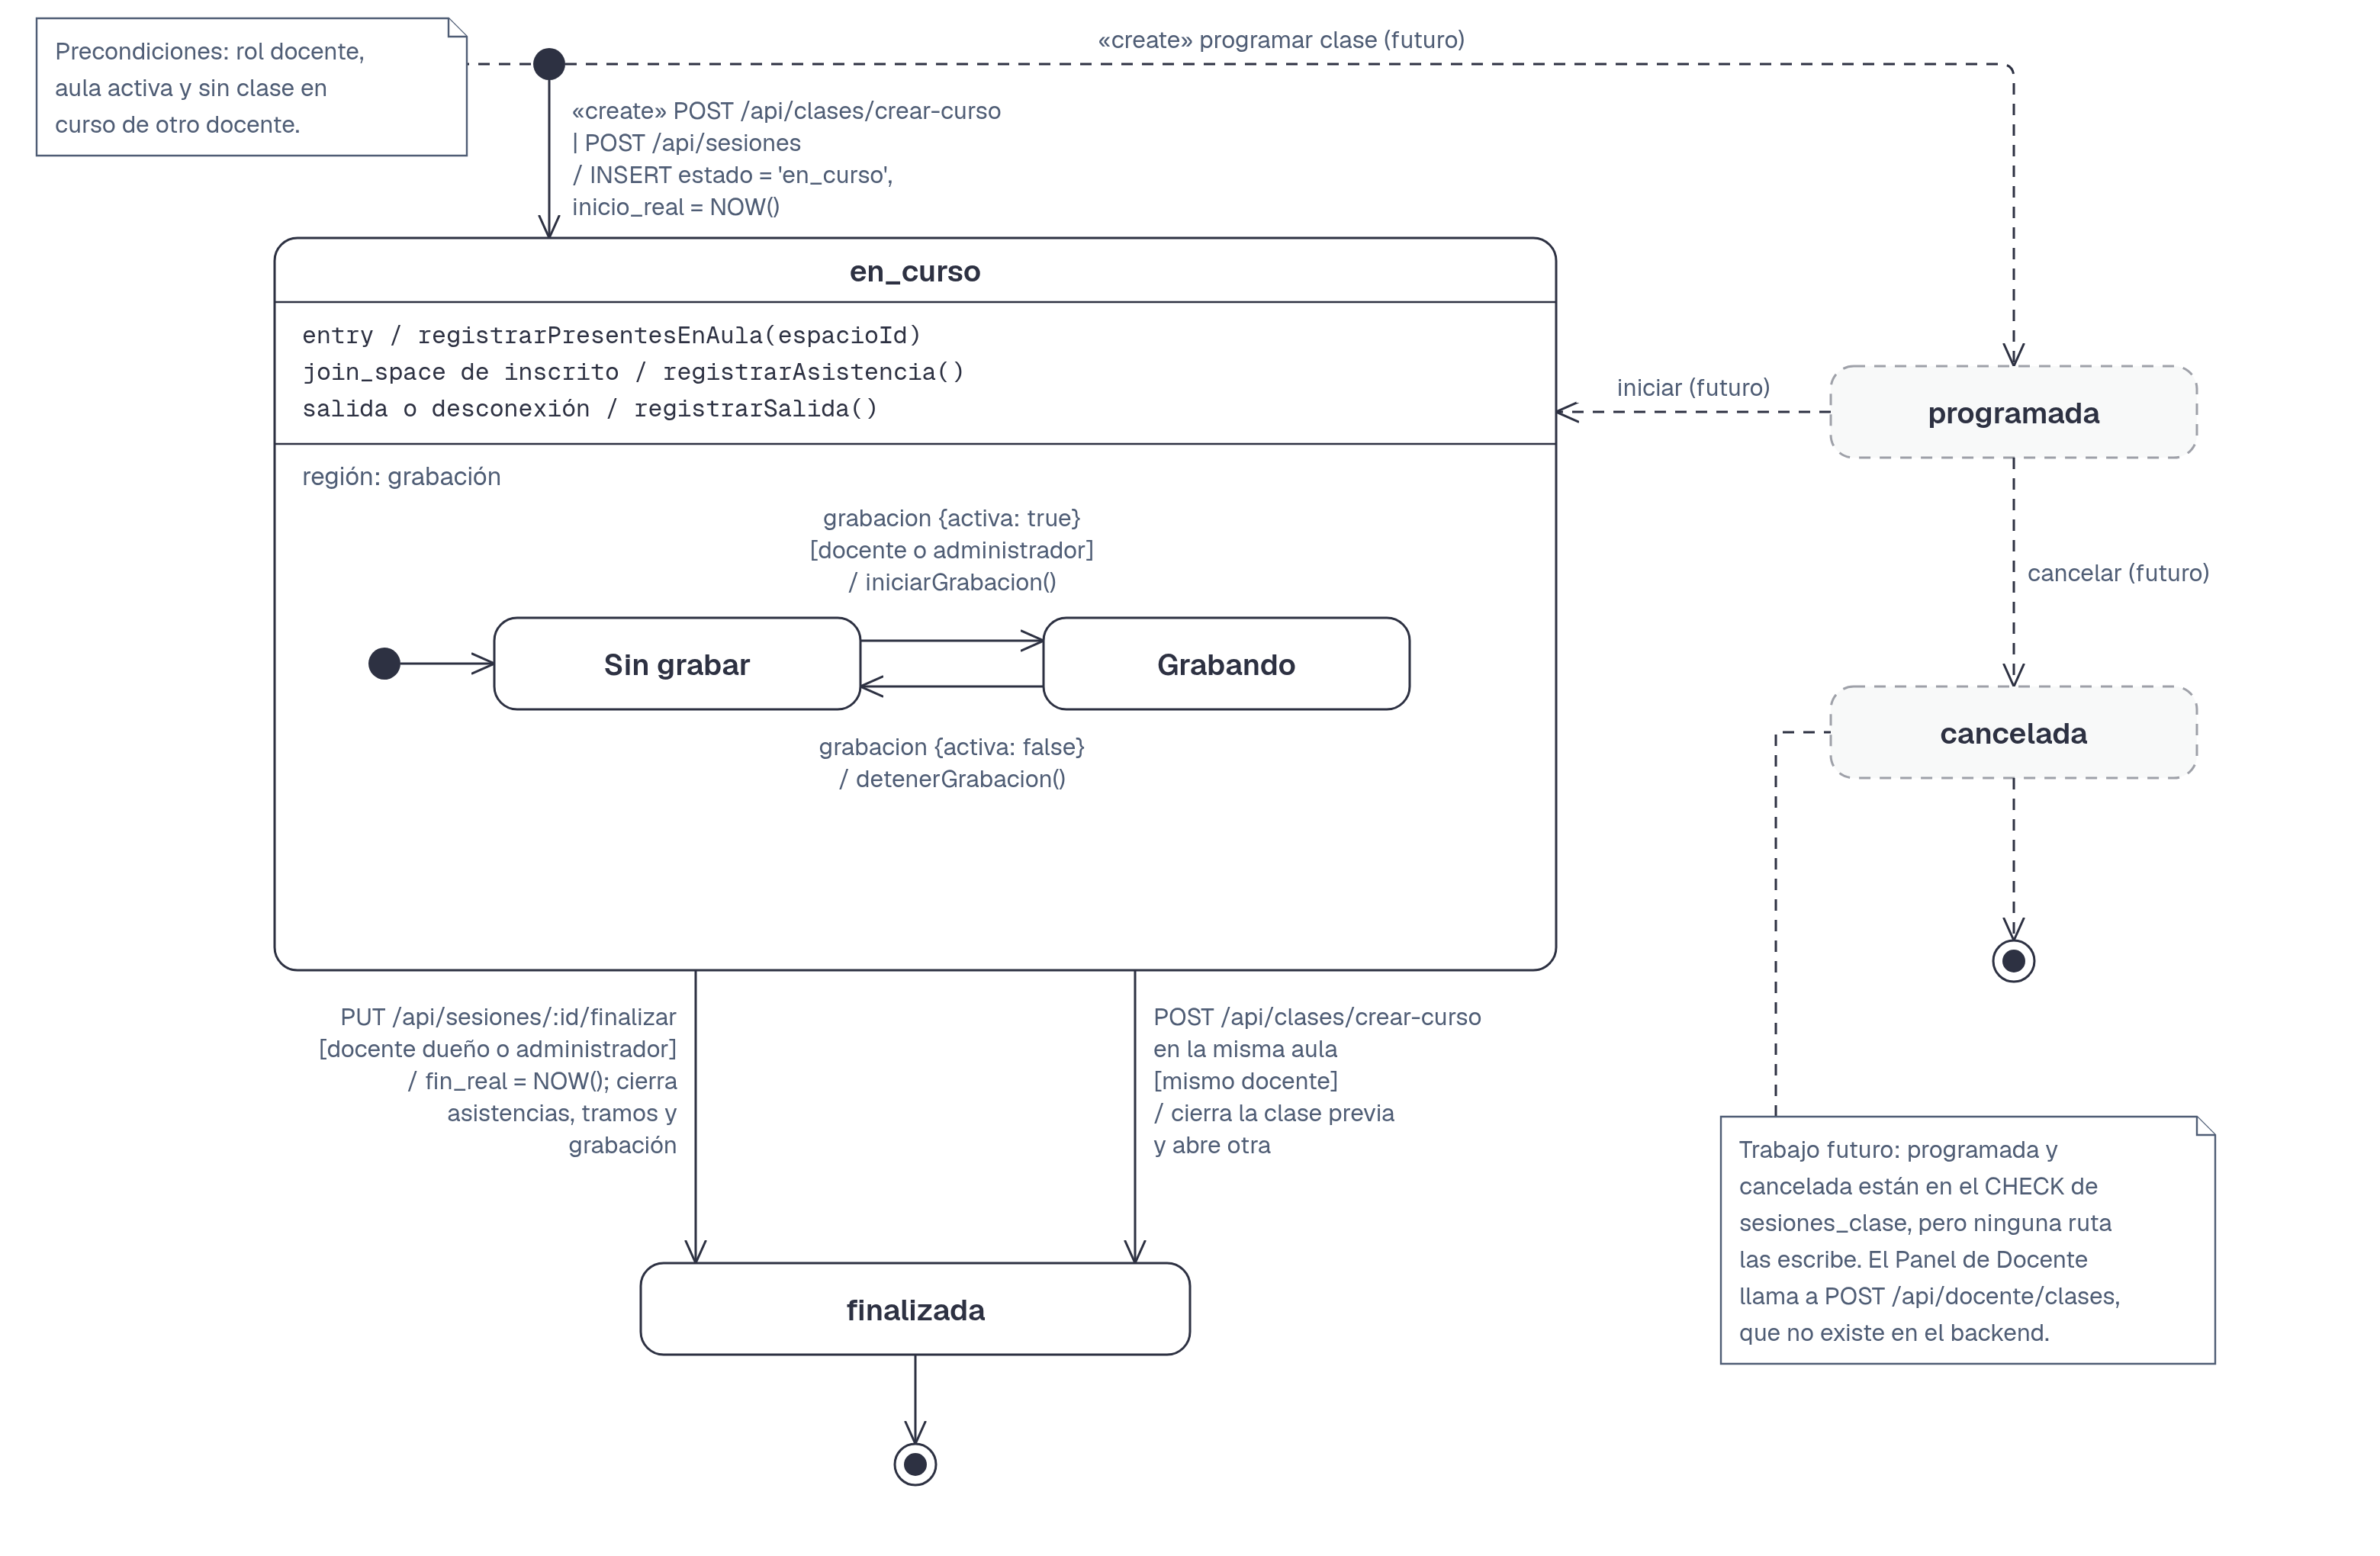 Precondiciones: rol docente,
aula activa y sin clase en
curso de otro docente.
«create» programar clase (futuro)
«create» POST /api/clases/crear-curso
| POST /api/sesiones
/ INSERT estado = 'en_curso',
inicio_real = NOW()
en_curso
entry / registrarPresentesEnAula(espacioId)
join_space de inscrito / registrarAsistencia()
salida o desconexión / registrarSalida()
iniciar (futuro)
programada
región: grabación
grabacion {activa: true}
[docente o administrador]
/ iniciarGrabacion()
cancelar (futuro)
Sin grabar
Grabando
grabacion {activa: false}
/ detenerGrabacion()
cancelada
PUT /api/sesiones/:id/finalizar
[docente dueño o administrador]
/ fin_real = NOW(); cierra
asistencias, tramos y
grabación
POST /api/clases/crear-curso
en la misma aula
[mismo docente]
/ cierra la clase previa
y abre otra
Trabajo futuro: programada y
cancelada están en el CHECK de
sesiones_clase, pero ninguna ruta
las escribe. El Panel de Docente
llama a POST /api/docente/clases,
que no existe en el backend.
finalizada